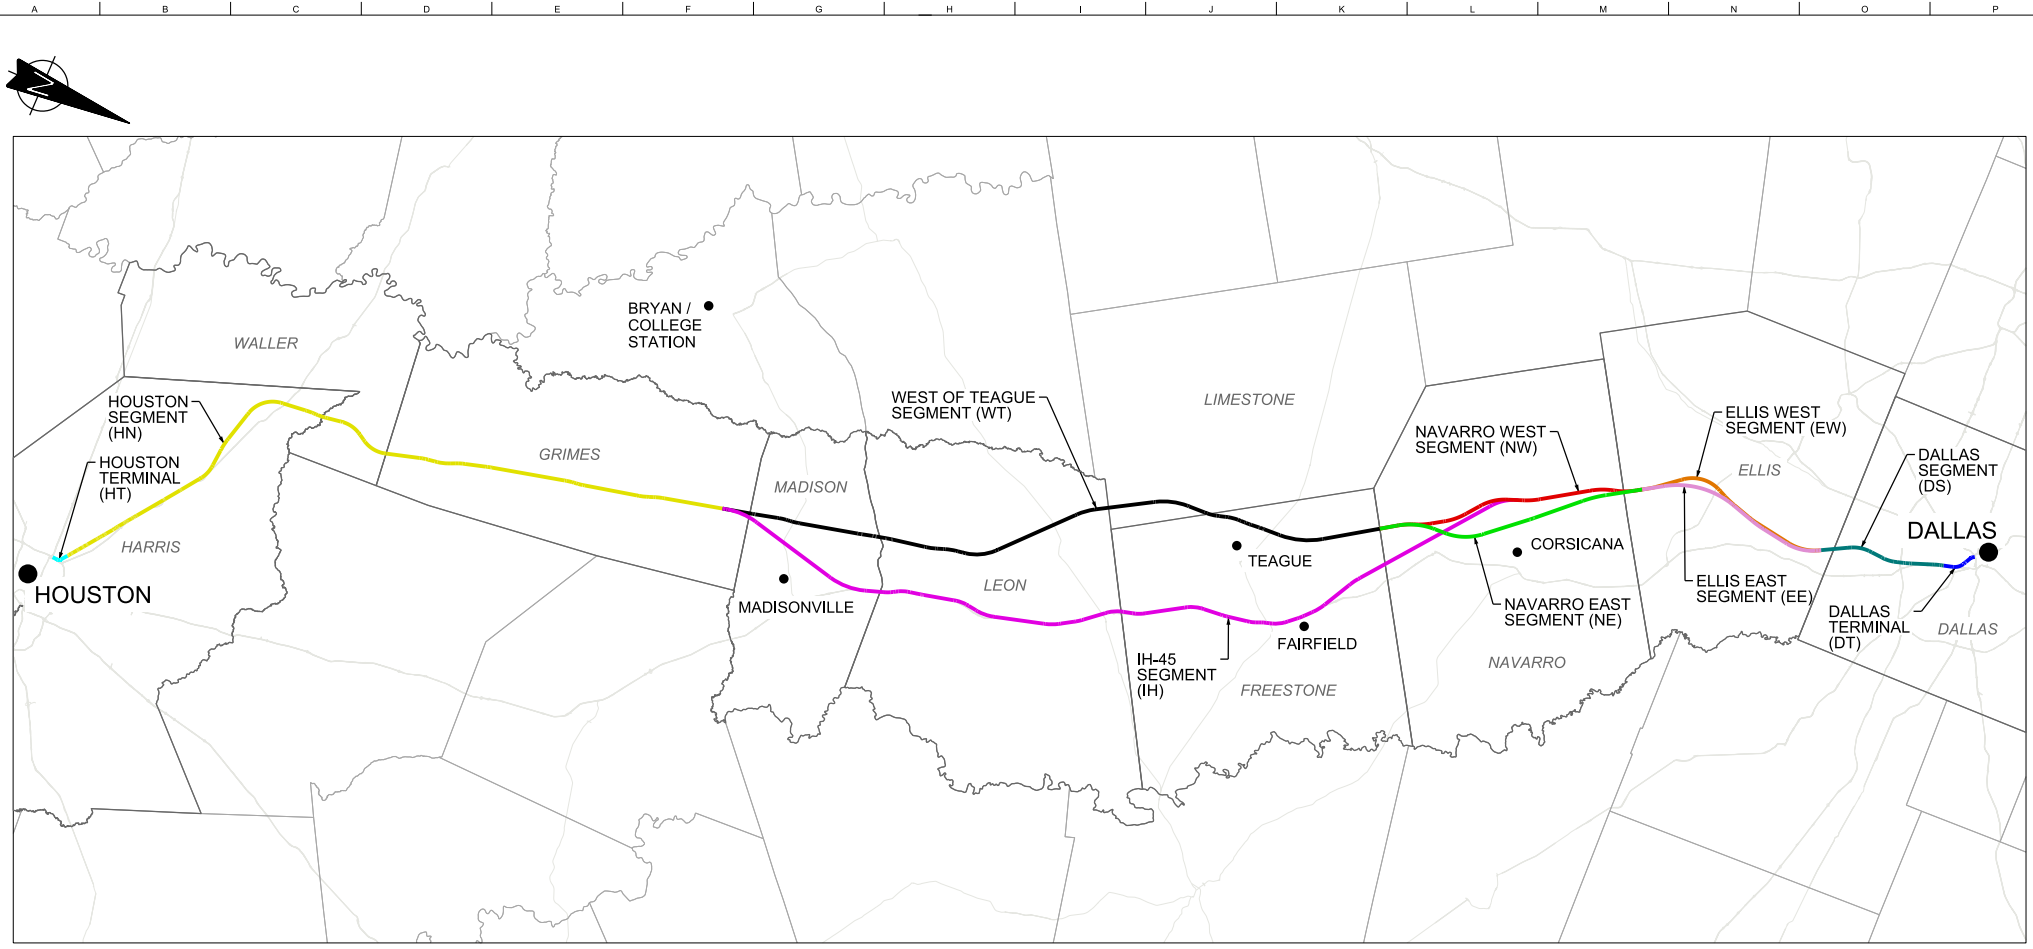 A B C D E F G H I J K L M N O P
N
BRYAN /
COLLEGE
STATION
WALLER
HOUSTON
SEGMENT
(HN)
HOUSTON
TERMINAL
(HT)
HARRIS
HOUSTON
GRIMES
MADISON
MADISONVILLE
WEST OF TEAGUE
SEGMENT (WT)
LEON
LIMESTONE
TEAGUE
FAIRFIELD
IH-45
SEGMENT
(IH)
FREESTONE
NAVARRO WEST
SEGMENT (NW)
CORSICANA
NAVARRO EAST
SEGMENT (NE)
NAVARRO
ELLIS WEST
SEGMENT (EW)
ELLIS
ELLIS EAST
SEGMENT (EE)
DALLAS
SEGMENT
(DS)
DALLAS
DALLAS
TERMINAL
(DT)
DALLAS